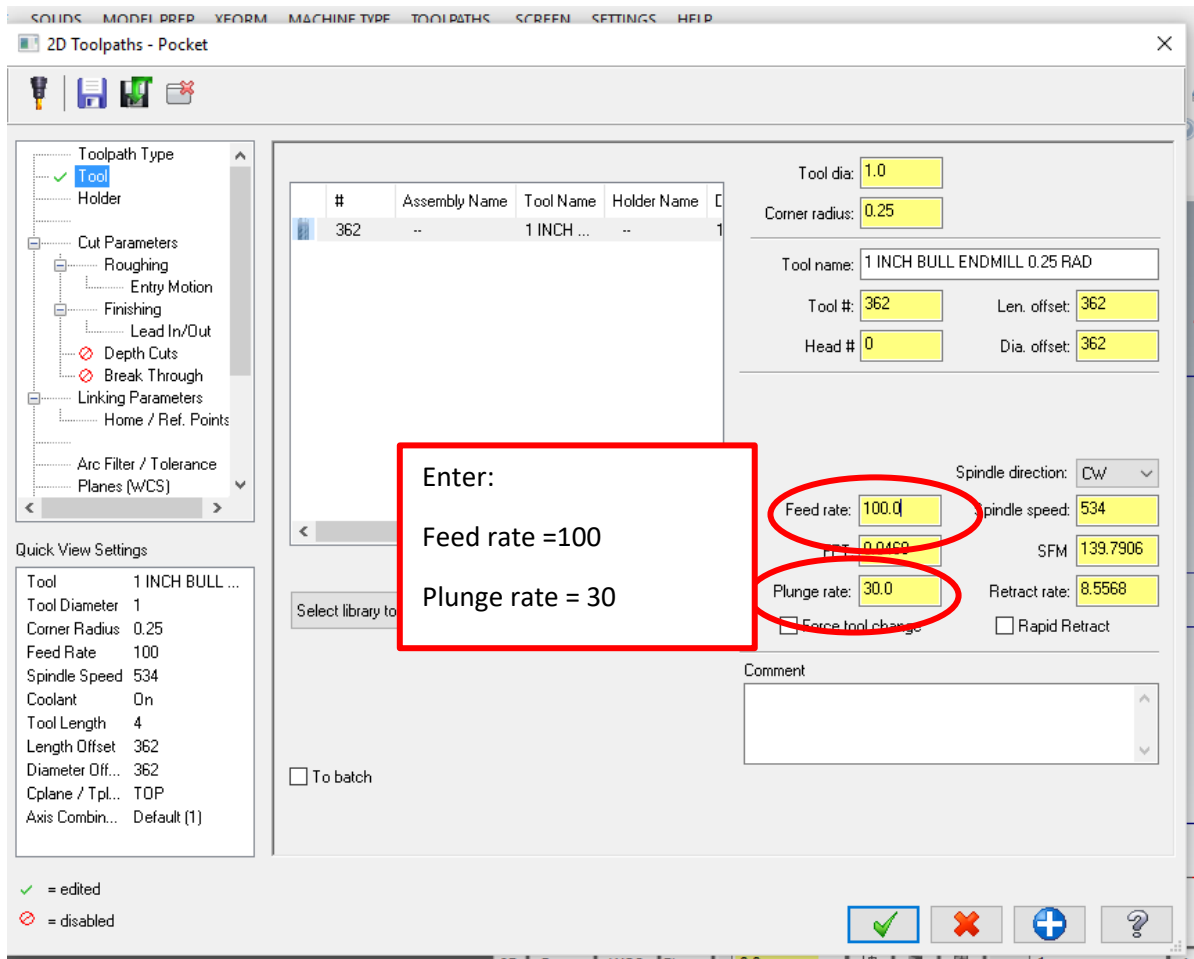 SOLIDS MODEL PREP XFORM MACHINE TYPE TOOLPATHS SCREEN SETTINGS HELP
2D Toolpaths - Pocket
Toolpath Type
Tool
Holder
Cut Parameters
Roughing
Entry Motion
Finishing
Lead In/Out
Depth Cuts
Break Through
Linking Parameters
Home / Ref. Points
Arc Filter / Tolerance
Planes (WCS)
Quick View Settings
Tool 1 INCH BULL ...
Tool Diameter 1
Corner Radius 0.25
Feed Rate 100
Spindle Speed 534
Coolant On
Tool Length 4
Length Offset 362
Diameter Off... 362
Cplane / Tpl... TOP
Axis Combin... Default (1)
✓ = edited
= disabled
# Assembly Name Tool Name Holder Name
362 -- 1 INCH ... -- 1
Enter:
Feed rate =100
Plunge rate = 30
Select library to
To batch
Tool dia: 1.0
Corner radius: 0.25
Tool name: 1 INCH BULL ENDMILL 0.25 RAD
Tool #: 362 Len. offset: 362
Head # 0 Dia. offset: 362
Spindle direction: CW
Feed rate: 100.0 Spindle speed: 534
FPT 0.0468 SFM 139.7906
Plunge rate: 30.0 Retract rate: 8.5568
Force tool change Rapid Retract
Comment